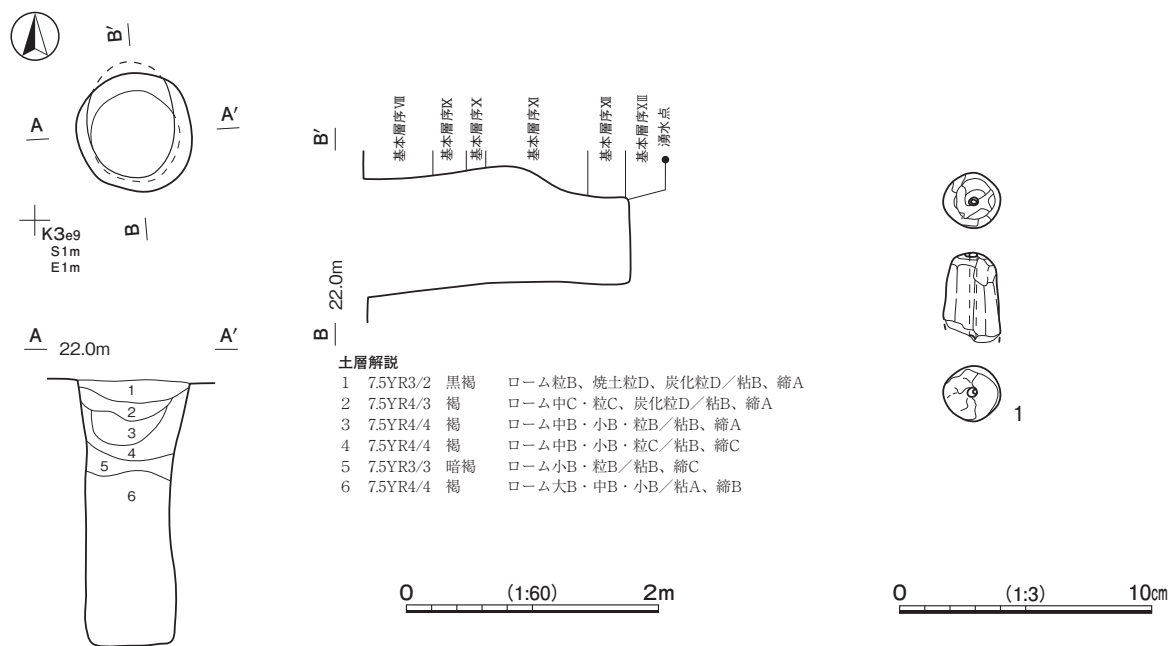 B′
A
A′
B
K3e9
S1m
E1m
B′
基本層序Ⅷ
基本層序Ⅸ
基本層序Ⅹ
基本層序Ⅺ
基本層序Ⅻ
基本層序XIII
湧水点
B
22.0m
A
22.0m
A′
1
2
3
4
5
6
土層解説
1 7.5YR3/2 黒褐 ローム粒B、焼土粒D、炭化粒D／粘B、締A
2 7.5YR4/3 褐 ローム中C・粒C、炭化粒D／粘B、締A
3 7.5YR4/4 褐 ローム中B・小B・粒B／粘B、締A
4 7.5YR4/4 褐 ローム中B・小B・粒C／粘B、締C
5 7.5YR3/3 暗褐 ローム小B・粒B／粘B、締C
6 7.5YR4/4 褐 ローム大B・中B・小B／粘A、締B
1
0 (1:60) 2m
0 (1:3) 10cm